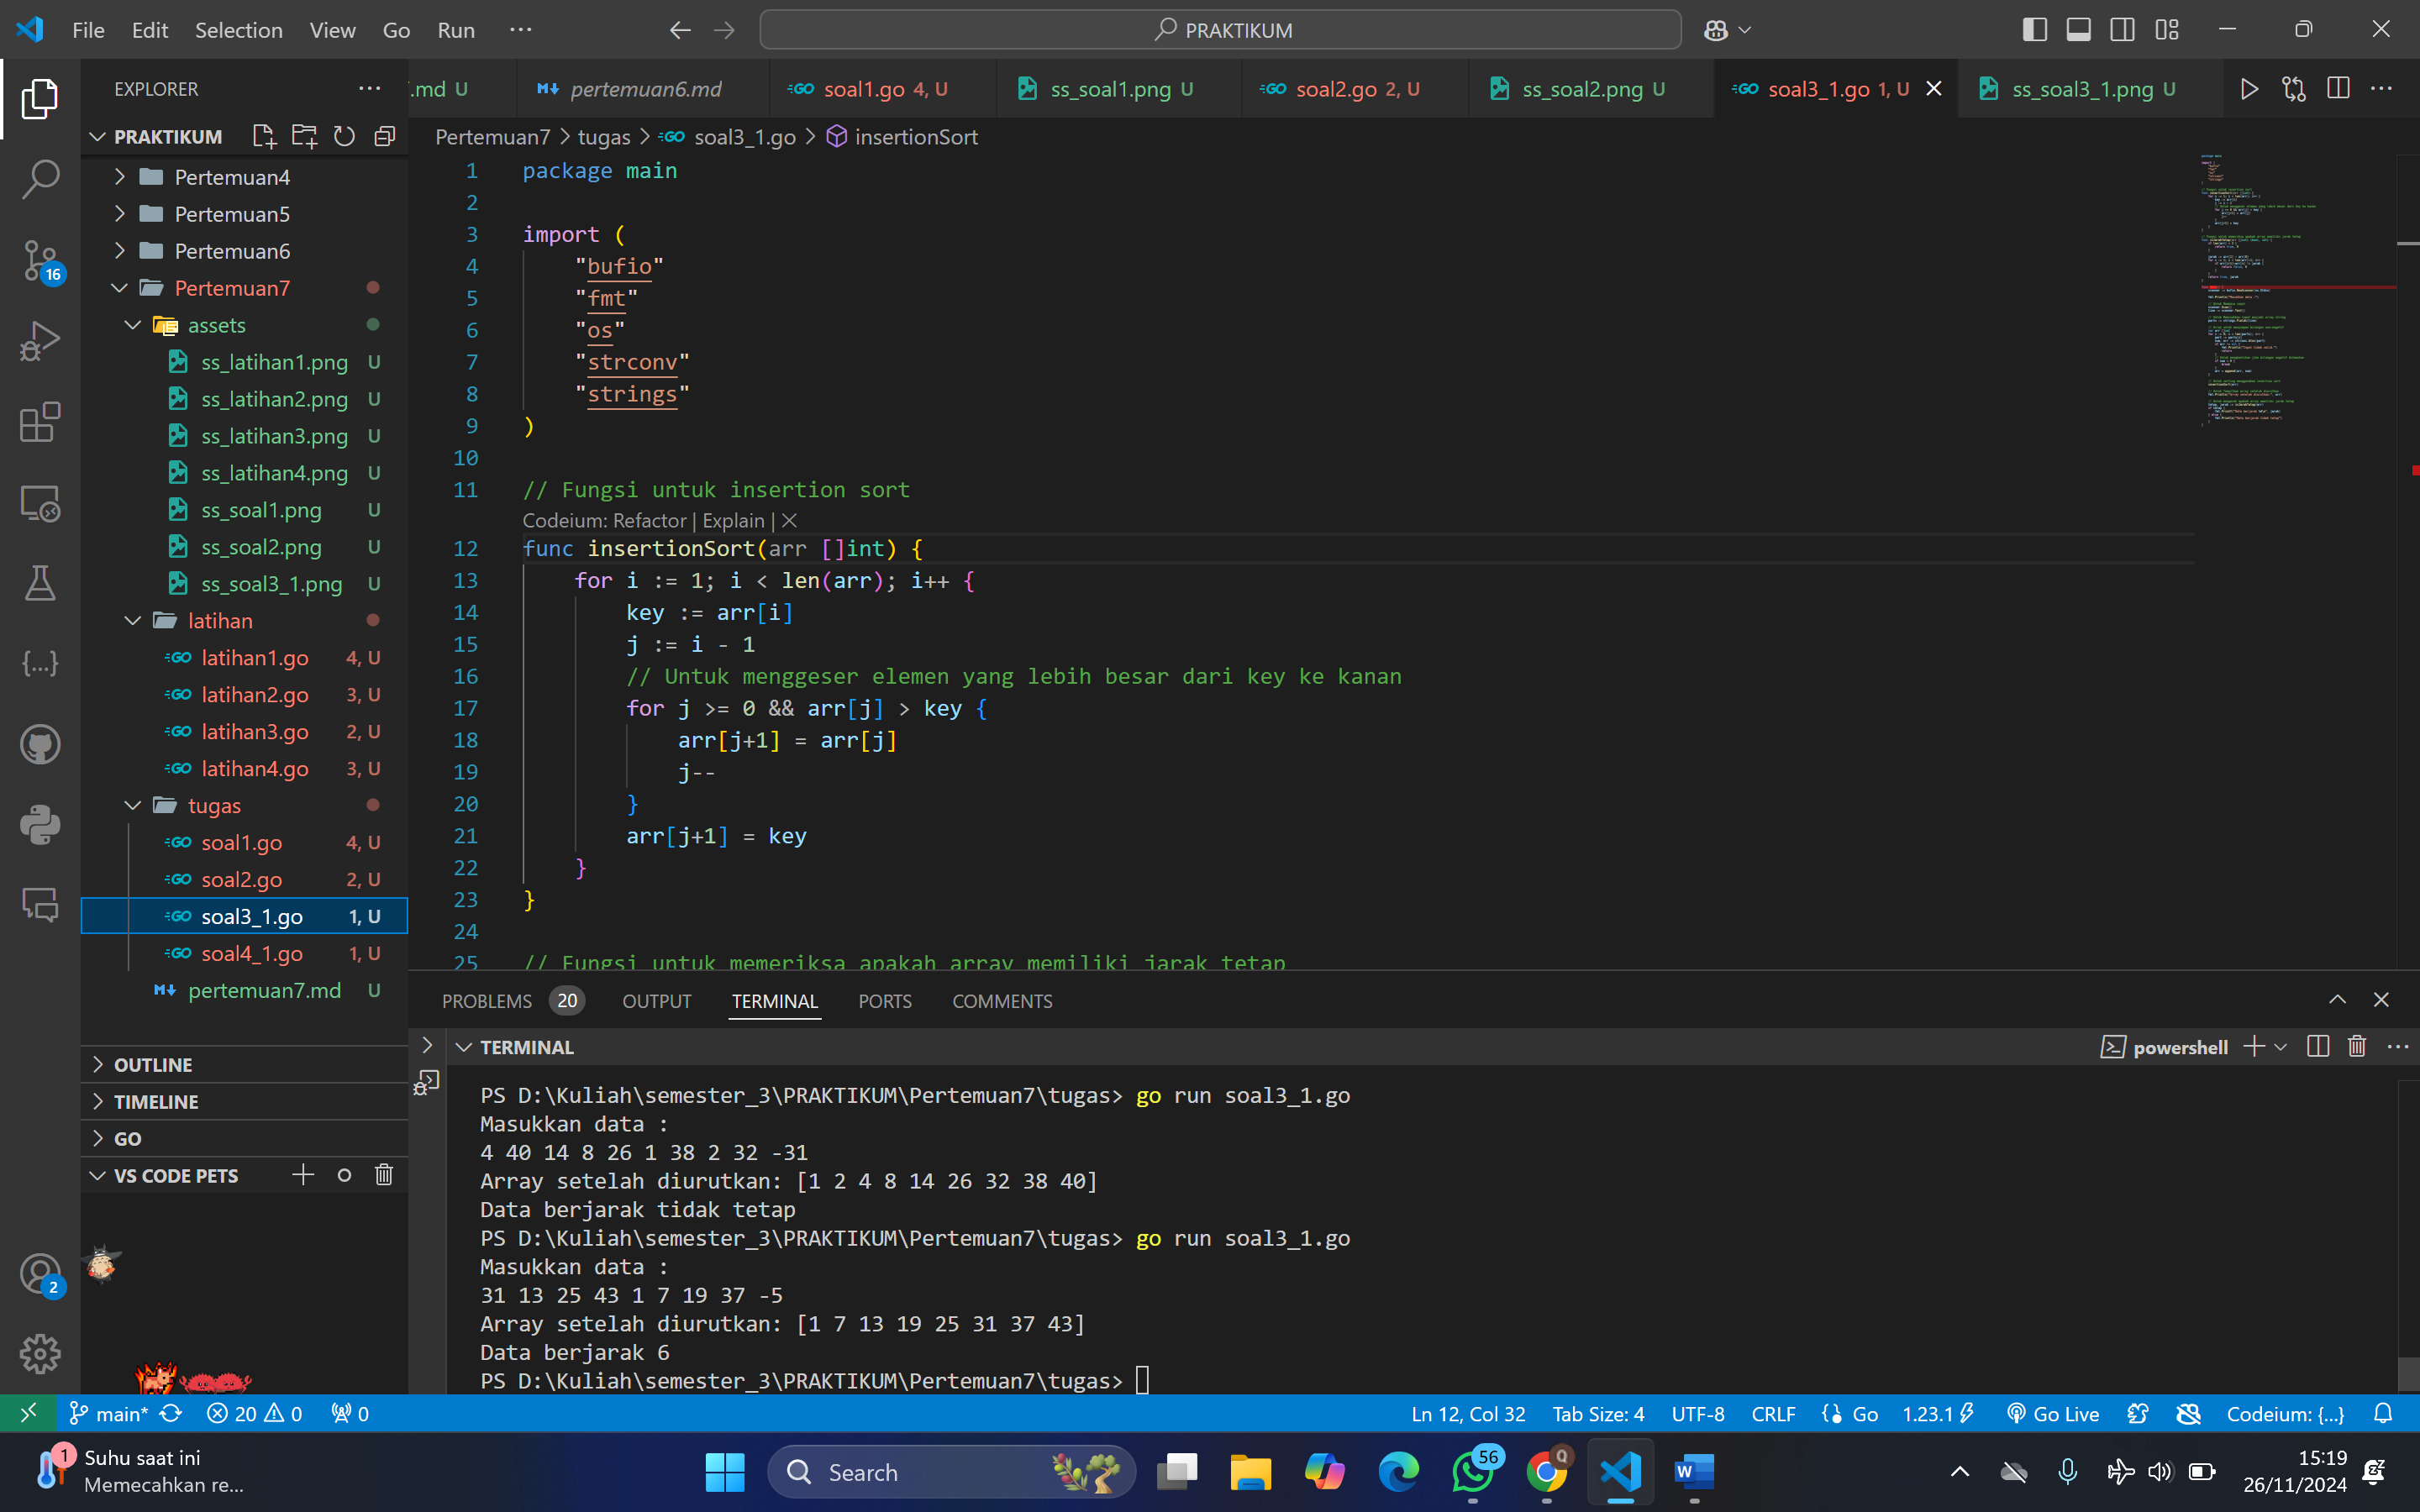 File Edit Selection View Go Run ··· PRAKTIKUM
EXPLORER ···
.md U pertemuan6.md soal1.go 4, U ss_soal1.png U soal2.go 2, U ss_soal2.png U soal3_1.go 1, U ss_soal3_1.png U
PRAKTIKUM
Pertemuan4
Pertemuan5
Pertemuan6
Pertemuan7
assets
ss_latihan1.png U
ss_latihan2.png U
ss_latihan3.png U
ss_latihan4.png U
ss_soal1.png U
ss_soal2.png U
ss_soal3_1.png U
latihan
latihan1.go 4, U
latihan2.go 3, U
latihan3.go 2, U
latihan4.go 3, U
tugas
soal1.go 4, U
soal2.go 2, U
soal3_1.go 1, U
soal4_1.go 1, U
pertemuan7.md U
OUTLINE
TIMELINE
GO
VS CODE PETS
16
2
Pertemuan7 > tugas > soal3_1.go > insertionSort
1 package main
2
3 import (
4 "bufio"
5 "fmt"
6 "os"
7 "strconv"
8 "strings"
9 )
10
11 // Fungsi untuk insertion sort
Codeium: Refactor | Explain | ×
12 func insertionSort(arr []int) {
13 for i := 1; i < len(arr); i++ {
14 key := arr[i]
15 j := i - 1
16 // Untuk menggeser elemen yang lebih besar dari key ke kanan
17 for j >= 0 && arr[j] > key {
18 arr[j+1] = arr[j]
19 j--
20 }
21 arr[j+1] = key
22 }
23 }
24
25 // Fungsi untuk memeriksa apakah array memiliki jarak tetap
PROBLEMS 20 OUTPUT TERMINAL PORTS COMMENTS
TERMINAL powershell
PS D:\Kuliah\semester_3\PRAKTIKUM\Pertemuan7\tugas> go run soal3_1.go
Masukkan data :
4 40 14 8 26 1 38 2 32 -31
Array setelah diurutkan: [1 2 4 8 14 26 32 38 40]
Data berjarak tidak tetap
PS D:\Kuliah\semester_3\PRAKTIKUM\Pertemuan7\tugas> go run soal3_1.go
Masukkan data :
31 13 25 43 1 7 19 37 -5
Array setelah diurutkan: [1 7 13 19 25 31 37 43]
Data berjarak 6
PS D:\Kuliah\semester_3\PRAKTIKUM\Pertemuan7\tugas>
main* 20 0 0 Ln 12, Col 32 Tab Size: 4 UTF-8 CRLF Go 1.23.1 Go Live Codeium: {...}
1 Suhu saat ini
Memecahkan re...
Search
56
Q
15:19
26/11/2024